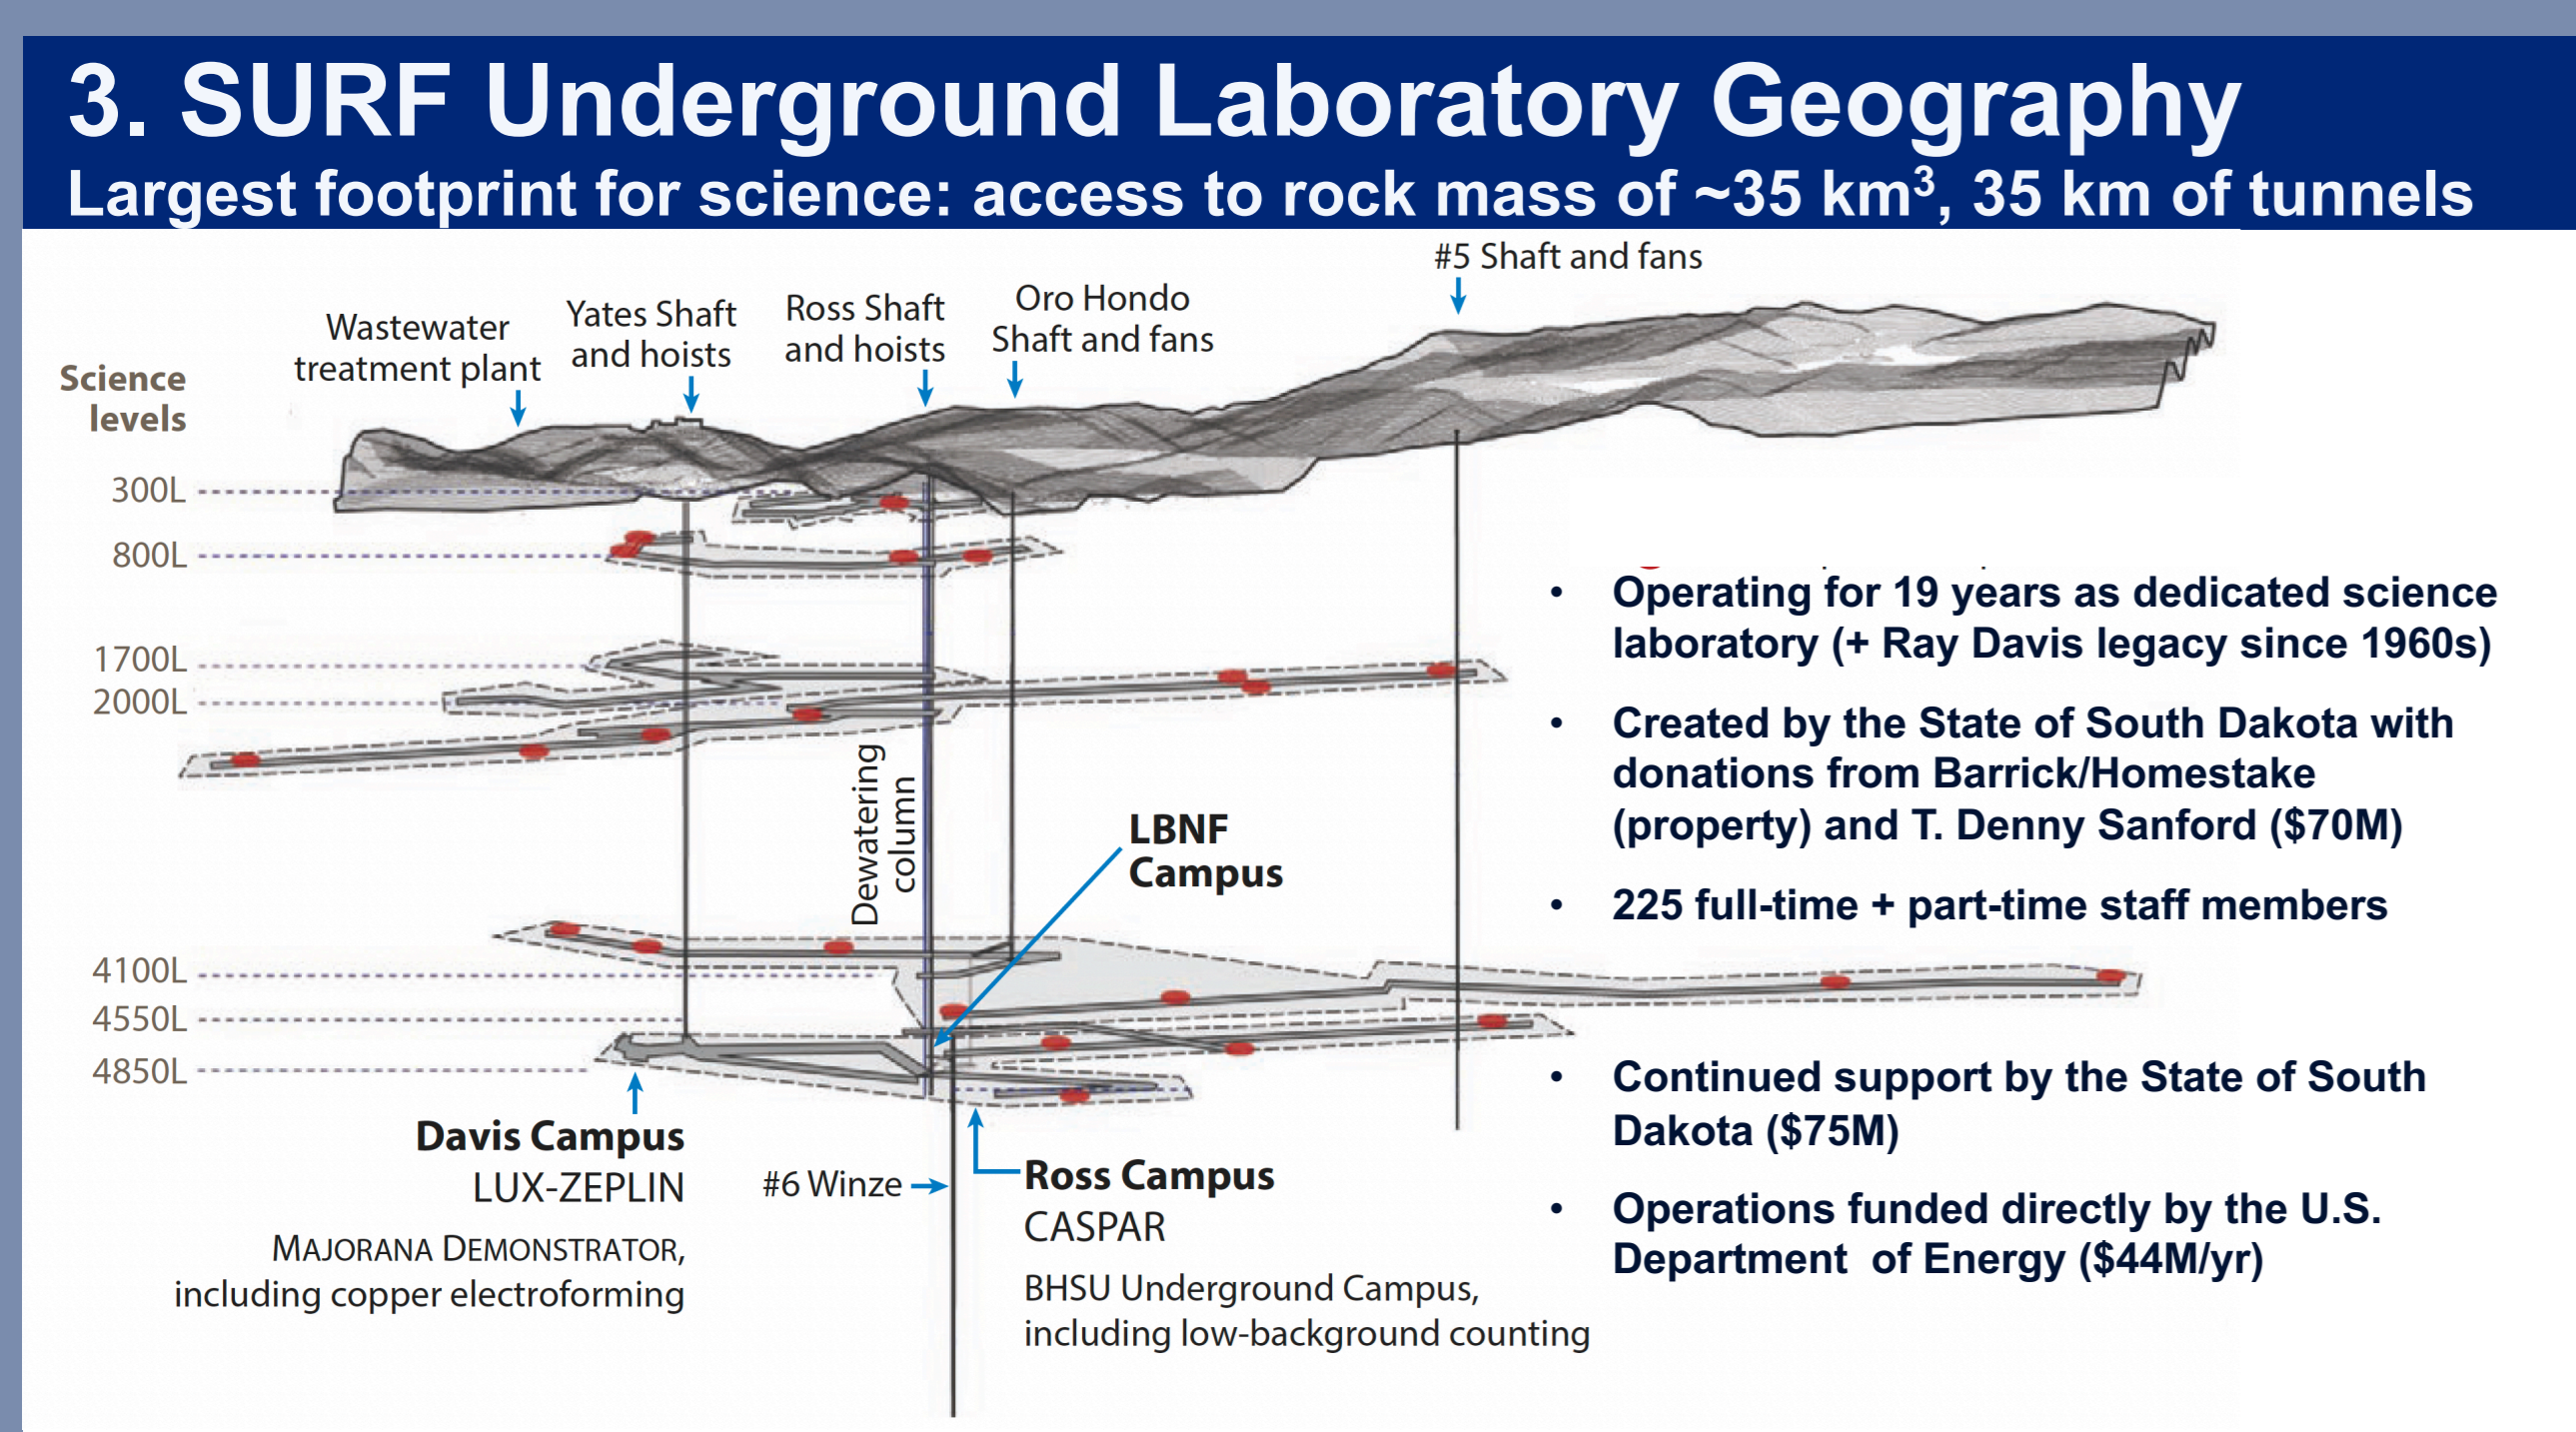 3. SURF Underground Laboratory Geography
Largest footprint for science: access to rock mass of ~35 km³, 35 km of tunnels
#5 Shaft and fans
Oro Hondo
Shaft and fans
Ross Shaft
and hoists
Yates Shaft
and hoists
Wastewater
treatment plant
Science
levels
300L
800L
1700L
2000L
4100L
4550L
4850L
Dewatering
column
LBNF
Campus
Davis Campus
LUX-ZEPLIN
MAJORANA DEMONSTRATOR,
including copper electroforming
#6 Winze
Ross Campus
CASPAR
BHSU Underground Campus,
including low-background counting
• Operating for 19 years as dedicated science
laboratory (+ Ray Davis legacy since 1960s)
• Created by the State of South Dakota with
donations from Barrick/Homestake
(property) and T. Denny Sanford ($70M)
• 225 full-time + part-time staff members
• Continued support by the State of South
Dakota ($75M)
• Operations funded directly by the U.S.
Department of Energy ($44M/yr)